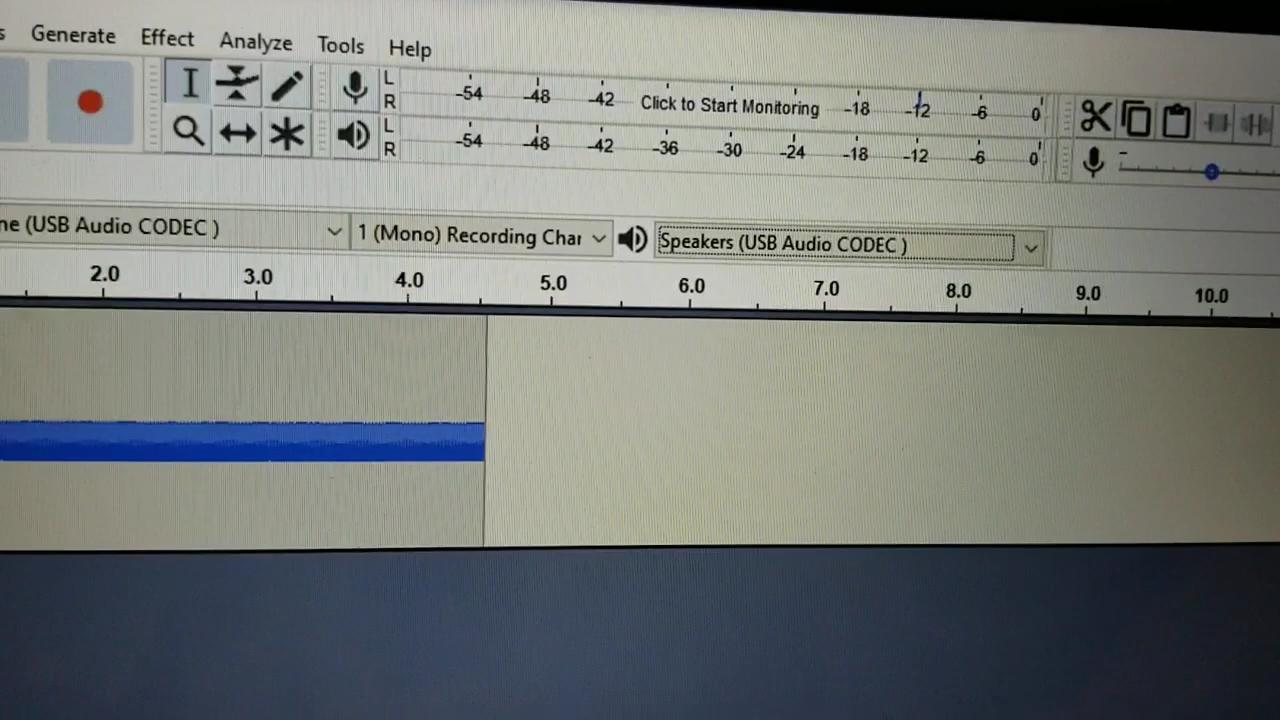 Generate Effect Analyze Tools Help
L -54 -48 -42 Click to Start Monitoring -18 -12 -6 0
R
L -54 -48 -42 -36 -30 -24 -18 -12 -6 0
R
ne (USB Audio CODEC ) 1 (Mono) Recording Char Speakers (USB Audio CODEC )
2.0 3.0 4.0 5.0 6.0 7.0 8.0 9.0 10.0